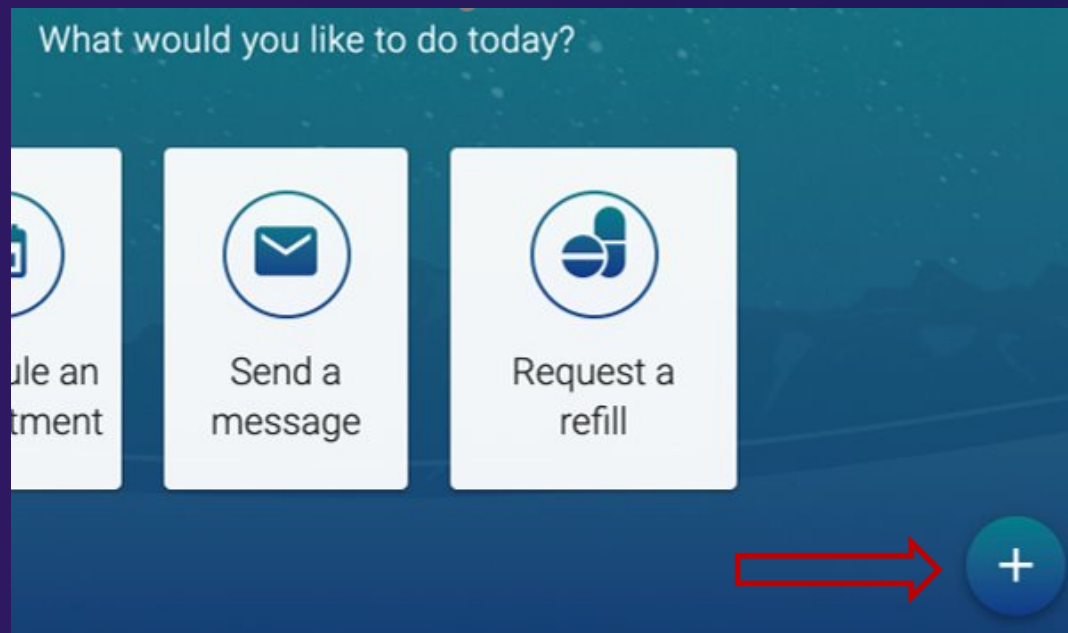 What would you like to do today?
ule an
tment
Send a
message
Request a
refill
+